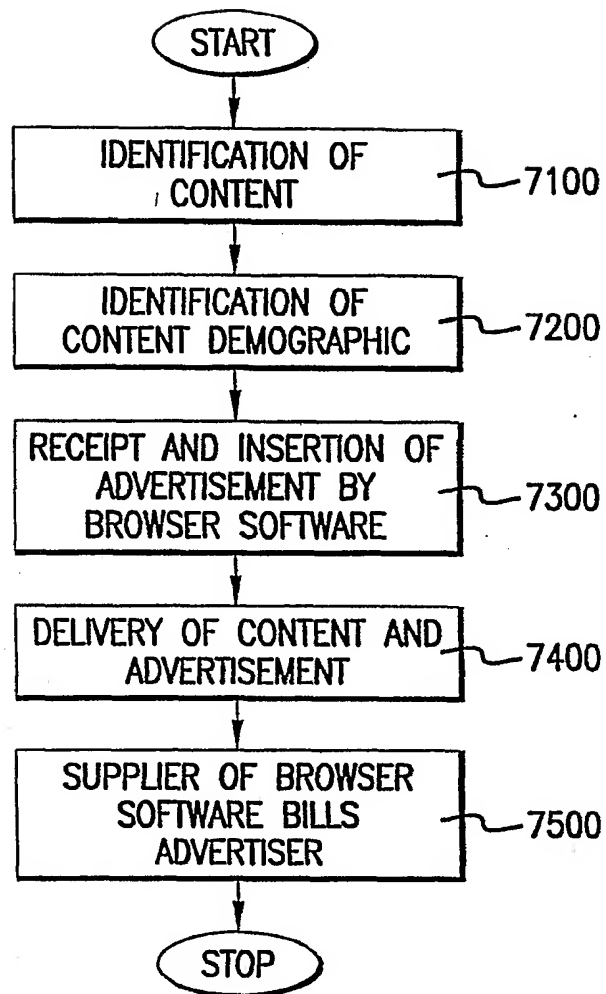 START
IDENTIFICATION OF
CONTENT
7100
IDENTIFICATION OF
CONTENT DEMOGRAPHIC
7200
RECEIPT AND INSERTION OF
ADVERTISEMENT BY
BROWSER SOFTWARE
7300
DELIVERY OF CONTENT AND
ADVERTISEMENT
7400
SUPPLIER OF BROWSER
SOFTWARE BILLS
ADVERTISER
7500
STOP